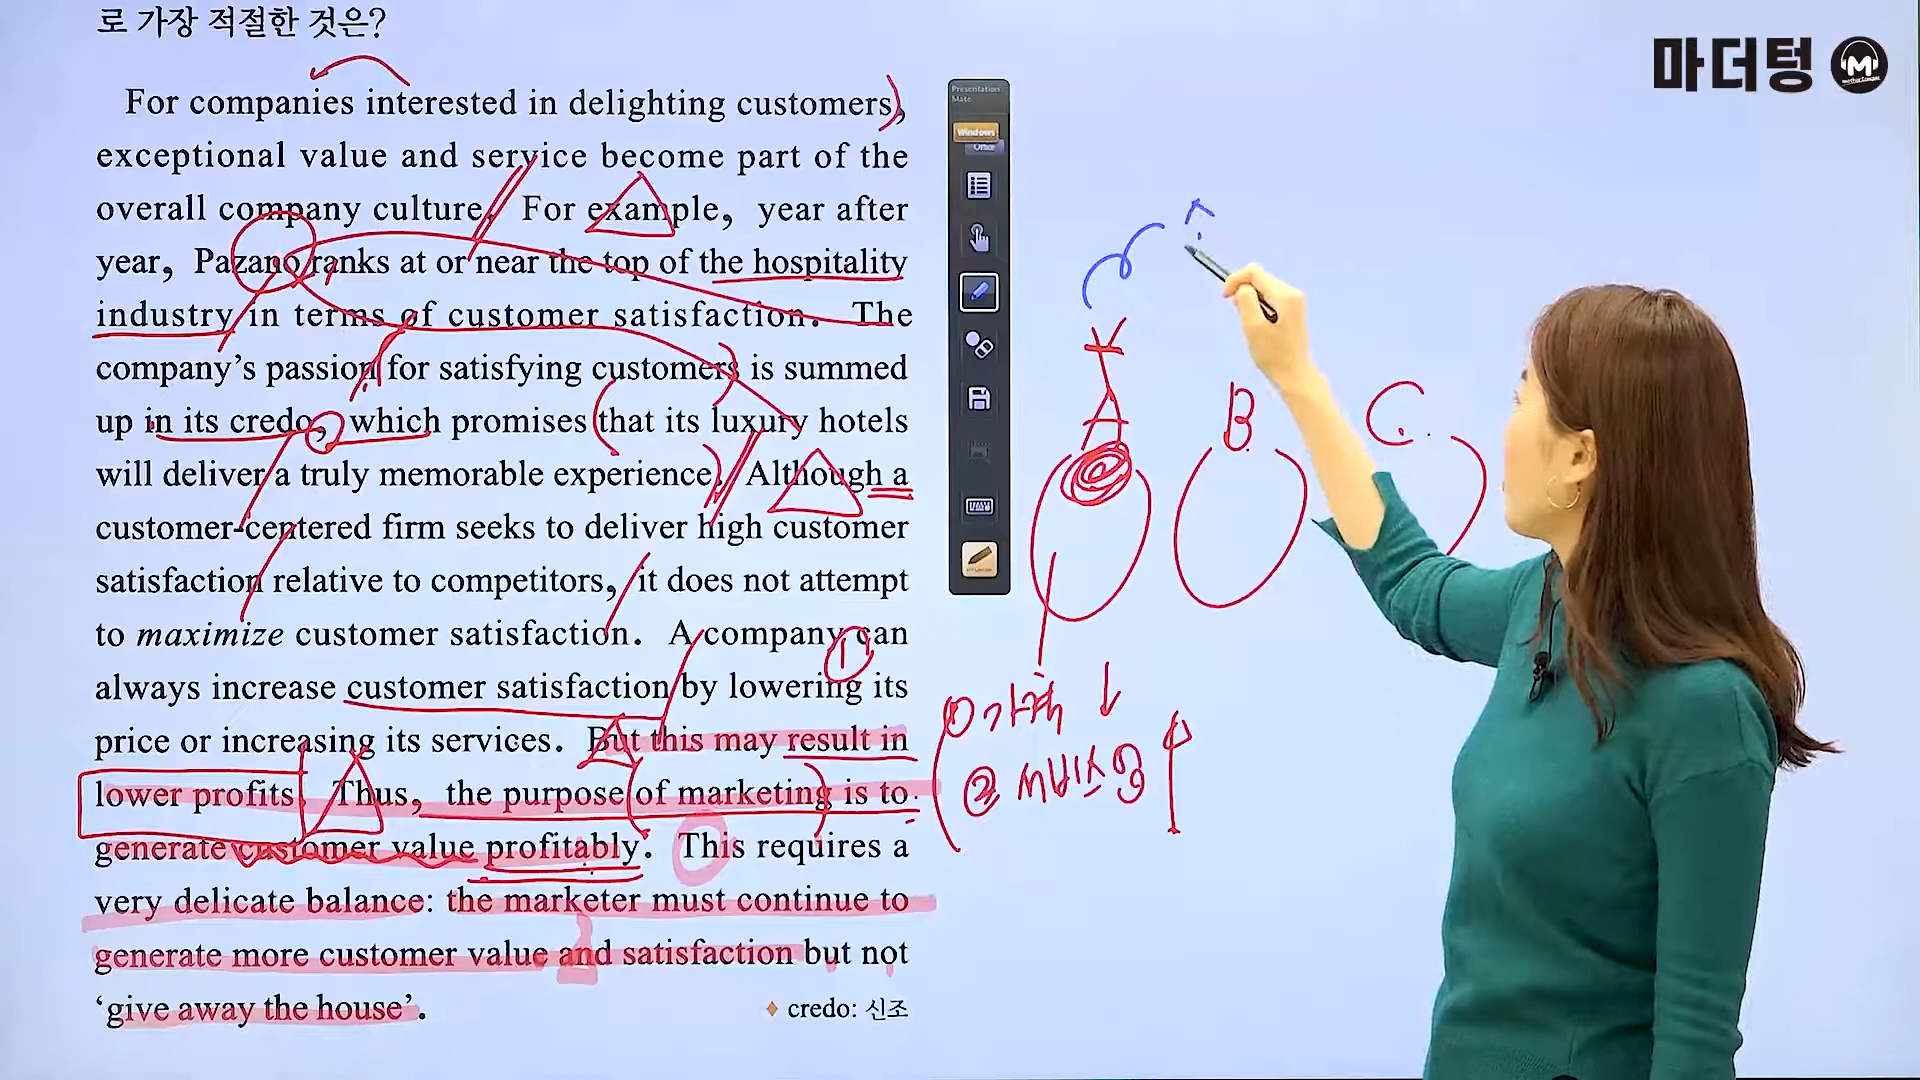 로 가장 적절한 것은?
마더텅
For companies interested in delighting customers,
exceptional value and service become part of the
overall company culture. For example, year after
year, Pazano ranks at or near the top of the hospitality
industry in terms of customer satisfaction. The
company's passion for satisfying customers is summed
up in its credo, which promises that its luxury hotels
will deliver a truly memorable experience. Although a
customer-centered firm seeks to deliver high customer
satisfaction relative to competitors, it does not attempt
to maximize customer satisfaction. A company can
always increase customer satisfaction by lowering its
price or increasing its services. But this may result in
lower profits. Thus, the purpose of marketing is to
generate customer value profitably. This requires a
very delicate balance: the marketer must continue to
generate more customer value and satisfaction but not
‘give away the house’.
credo: 신조
Presentation
Mate
Windows
Office
A B C
① 가격 ↓
② 서비스